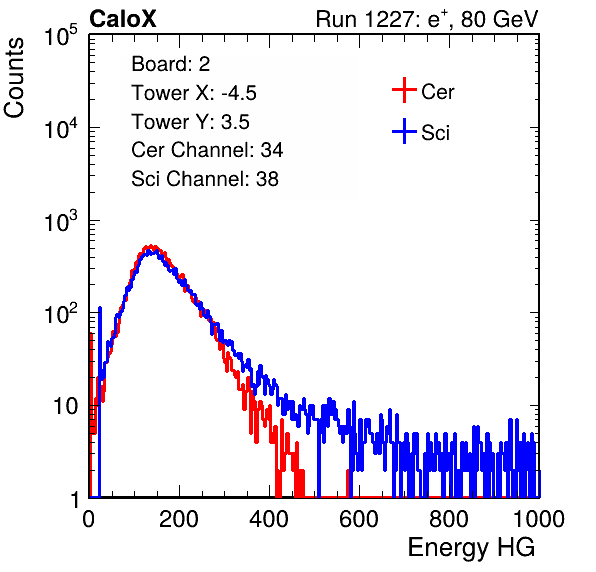 CaloX Run 1227: e⁺, 80 GeV
Counts
10⁵
10⁴
10³
10²
10
1
Board: 2
Tower X: -4.5
Tower Y: 3.5
Cer Channel: 34
Sci Channel: 38
Cer
Sci
0 200 400 600 800 1000
Energy HG